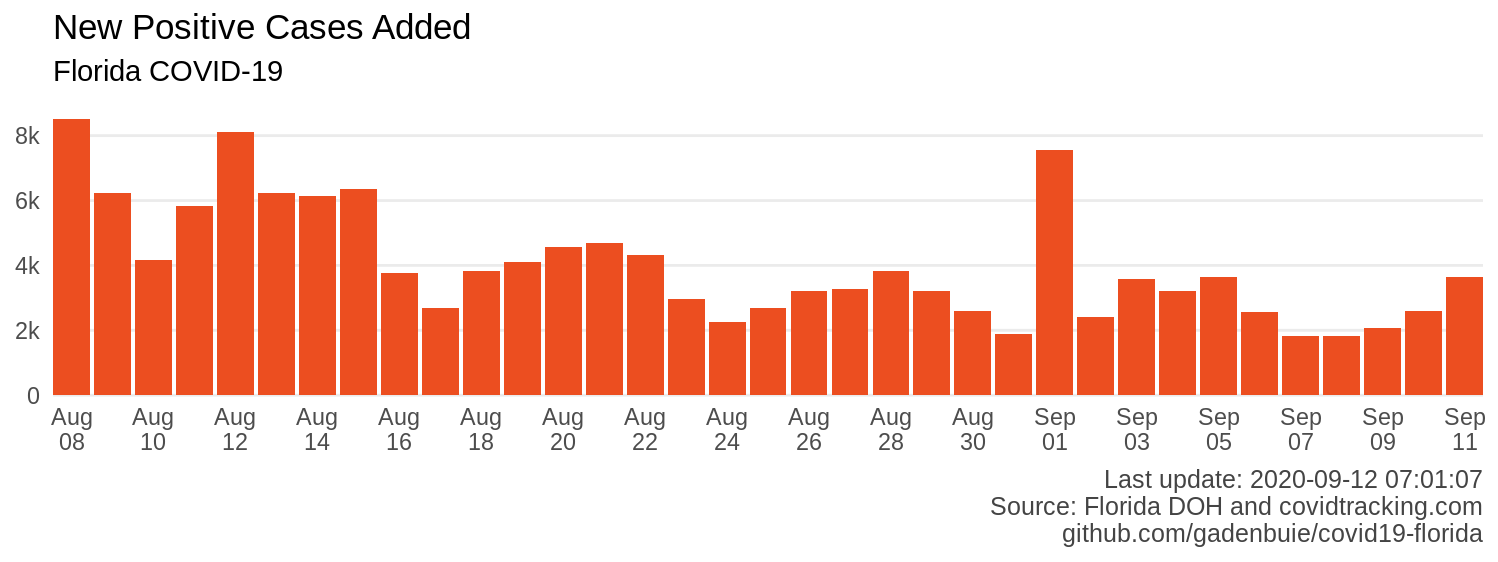 New Positive Cases Added
Florida COVID-19
8k
6k
4k
2k
0
Aug Aug Aug Aug Aug Aug Aug Aug Aug Aug Aug Aug Sep Sep Sep Sep Sep Sep
08 10 12 14 16 18 20 22 24 26 28 30 01 03 05 07 09 11
Last update: 2020-09-12 07:01:07
Source: Florida DOH and covidtracking.com
github.com/gadenbuie/covid19-florida